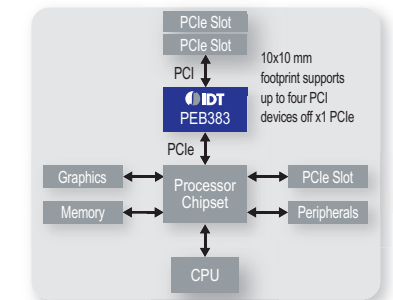 PCIe Slot
PCIe Slot
PCI
10x10 mm
footprint supports
up to four PCI
devices off x1 PCIe
IDT
PEB383
PCIe
Graphics
Processor
Chipset
PCIe Slot
Memory
Peripherals
CPU